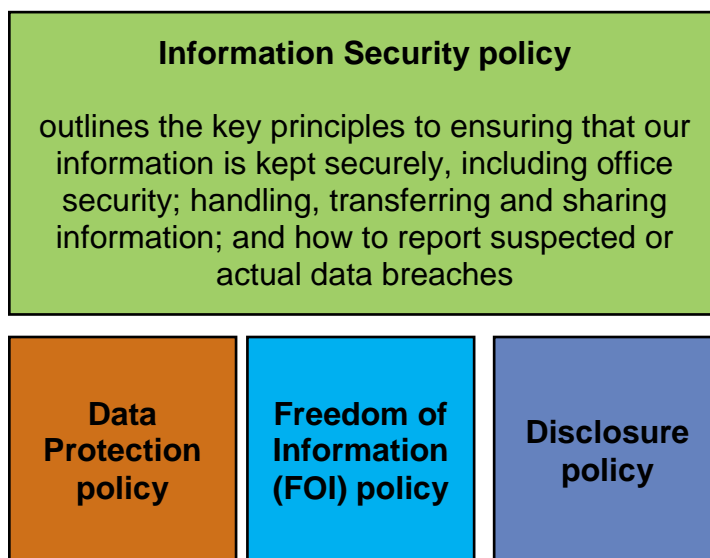 Information Security policy
outlines the key principles to ensuring that our
information is kept securely, including office
security; handling, transferring and sharing
information; and how to report suspected or
actual data breaches
Data
Protection
policy
Freedom of
Information
(FOI) policy
Disclosure
policy